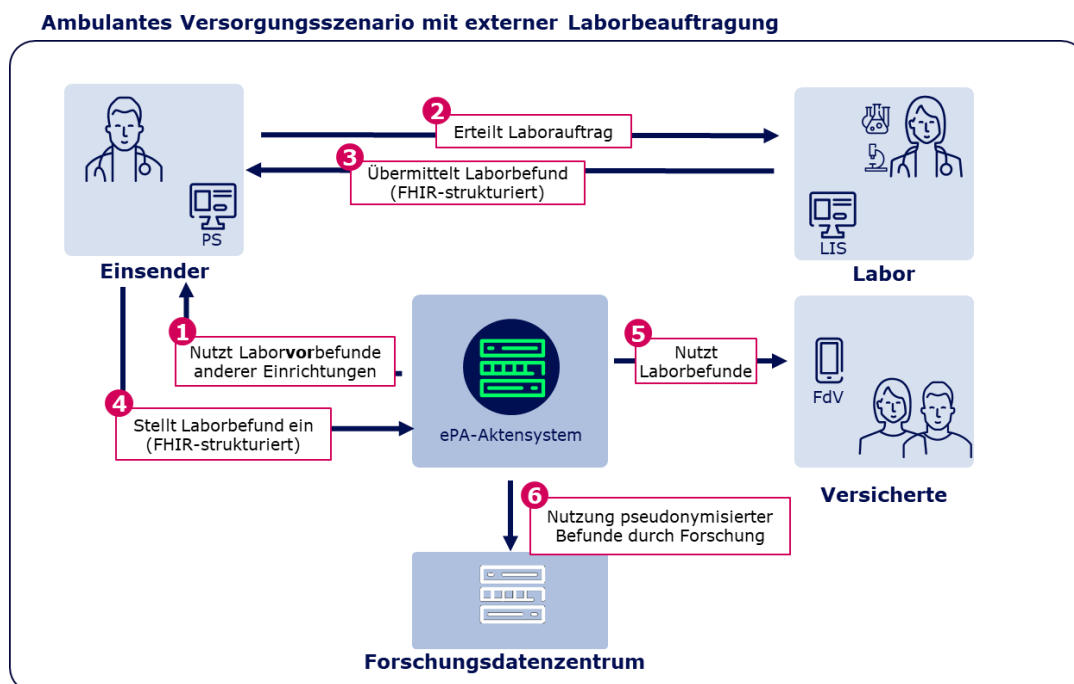 Ambulantes Versorgungsszenario mit externer Laborbeauftragung
2
Erteilt Laborauftrag
3
Übermittelt Laborbefund
(FHIR-strukturiert)
PS
Einsender
LIS
Labor
1
Nutzt Laborvorbefunde
anderer Einrichtungen
4
Stellt Laborbefund ein
(FHIR-strukturiert)
ePA-Aktensystem
5
Nutzt
Laborbefunde
FdV
Versicherte
6
Nutzung pseudonymisierter
Befunde durch Forschung
Forschungsdatenzentrum